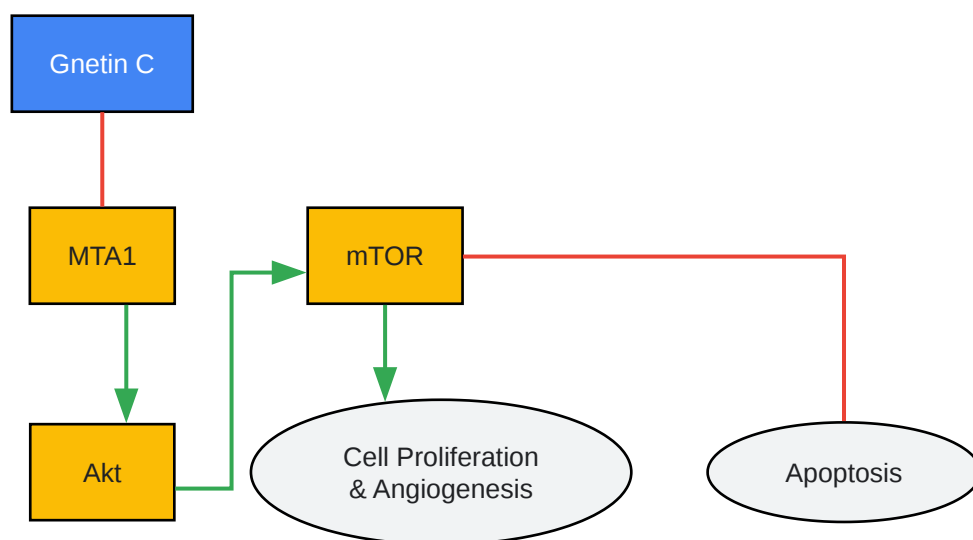 Gnetin C
MTA1
mTOR
Akt
Cell Proliferation
& Angiogenesis
Apoptosis